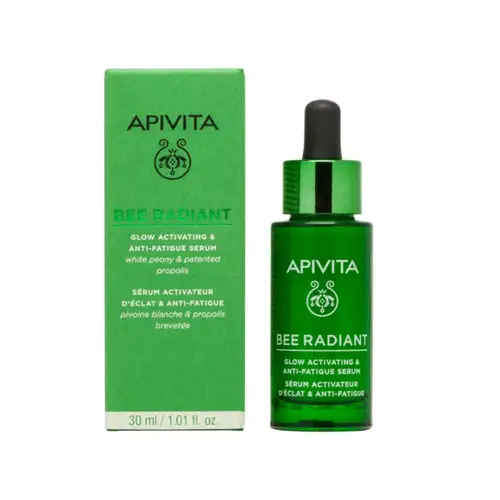 APIVITA
BEE RADIANT
GLOW ACTIVATING &
ANTI-FATIGUE SERUM
white peony & patented
propolis
SÉRUM ACTIVATEUR
D'ÉCLAT & ANTI-FATIGUE
pivoine blanche & propolis
brevetée
30 ml / 1.01 fl. oz.
APIVITA
BEE RADIANT
GLOW ACTIVATING &
ANTI-FATIGUE SERUM
SÉRUM ACTIVATEUR
D'ÉCLAT & ANTI-FATIGUE